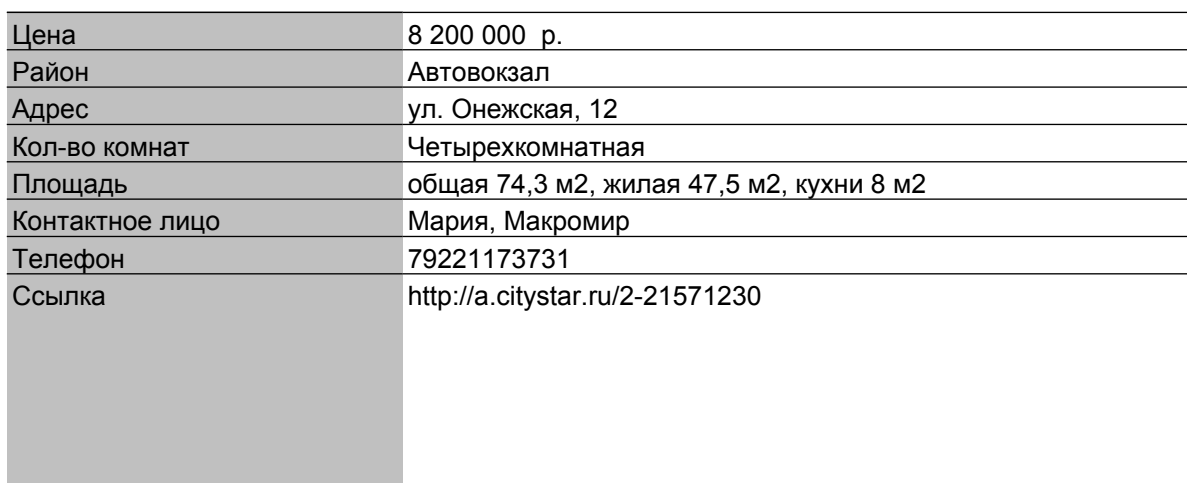 Цена 8 200 000 р.
Район Автовокзал
Адрес ул. Онежская, 12
Кол-во комнат Четырехкомнатная
Площадь общая 74,3 м2, жилая 47,5 м2, кухни 8 м2
Контактное лицо Мария, Макромир
Телефон 79221173731
Ссылка http://a.citystar.ru/2-21571230